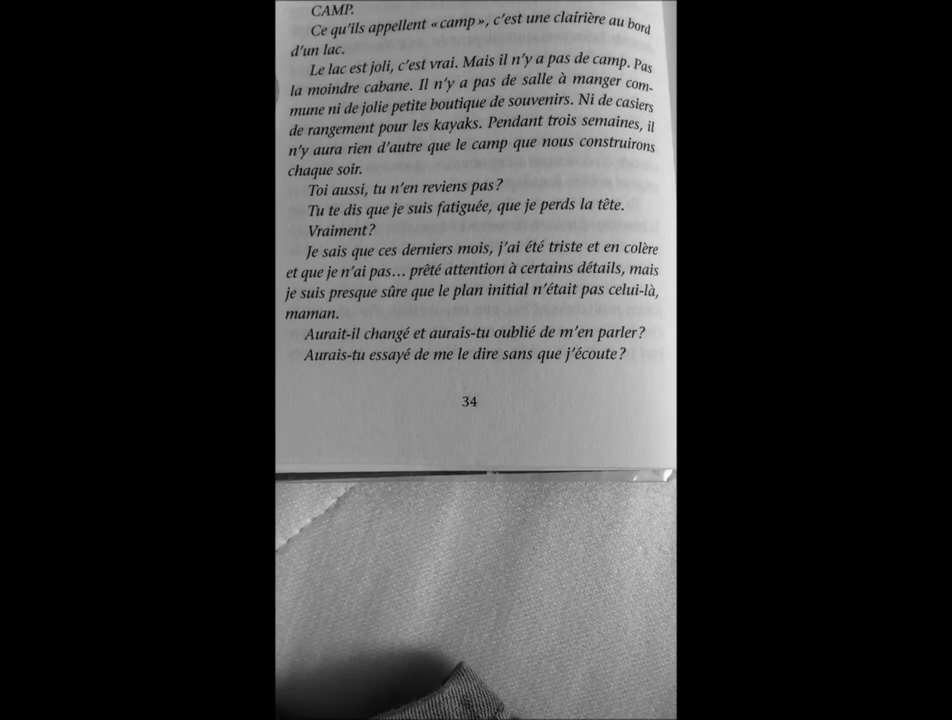 CAMP.
Ce qu'ils appellent « camp », c'est une clairière au bord
d'un lac.
Le lac est joli, c'est vrai. Mais il n'y a pas de camp. Pas
la moindre cabane. Il n'y a pas de salle à manger com-
mune ni de jolie petite boutique de souvenirs. Ni de casiers
de rangement pour les kayaks. Pendant trois semaines, il
n'y aura rien d'autre que le camp que nous construirons
chaque soir.
Toi aussi, tu n'en reviens pas ?
Tu te dis que je suis fatiguée, que je perds la tête.
Vraiment ?
Je sais que ces derniers mois, j'ai été triste et en colère
et que je n'ai pas… prêté attention à certains détails, mais
je suis presque sûre que le plan initial n'était pas celui-là,
maman.
Aurait-il changé et aurais-tu oublié de m'en parler ?
Aurais-tu essayé de me le dire sans que j'écoute ?
34